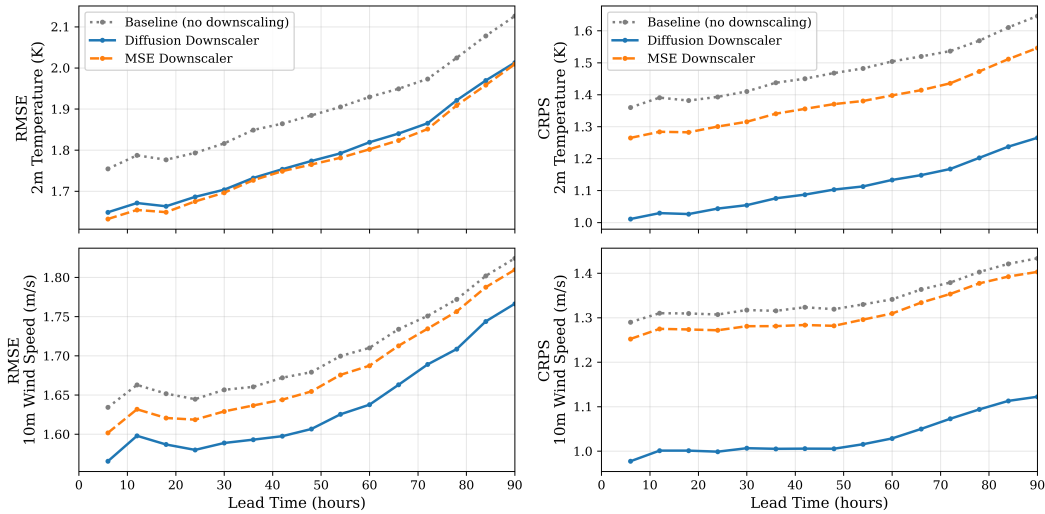 RMSE
2m Temperature (K)
2.1
2.0
1.9
1.8
1.7
Baseline (no downscaling)
Diffusion Downscaler
MSE Downscaler
CRPS
2m Temperature (K)
1.6
1.5
1.4
1.3
1.2
1.1
1.0
Baseline (no downscaling)
Diffusion Downscaler
MSE Downscaler
RMSE
10m Wind Speed (m/s)
1.80
1.75
1.70
1.65
1.60
0 10 20 30 40 50 60 70 80 90
Lead Time (hours)
CRPS
10m Wind Speed (m/s)
1.4
1.3
1.2
1.1
1.0
0 10 20 30 40 50 60 70 80 90
Lead Time (hours)